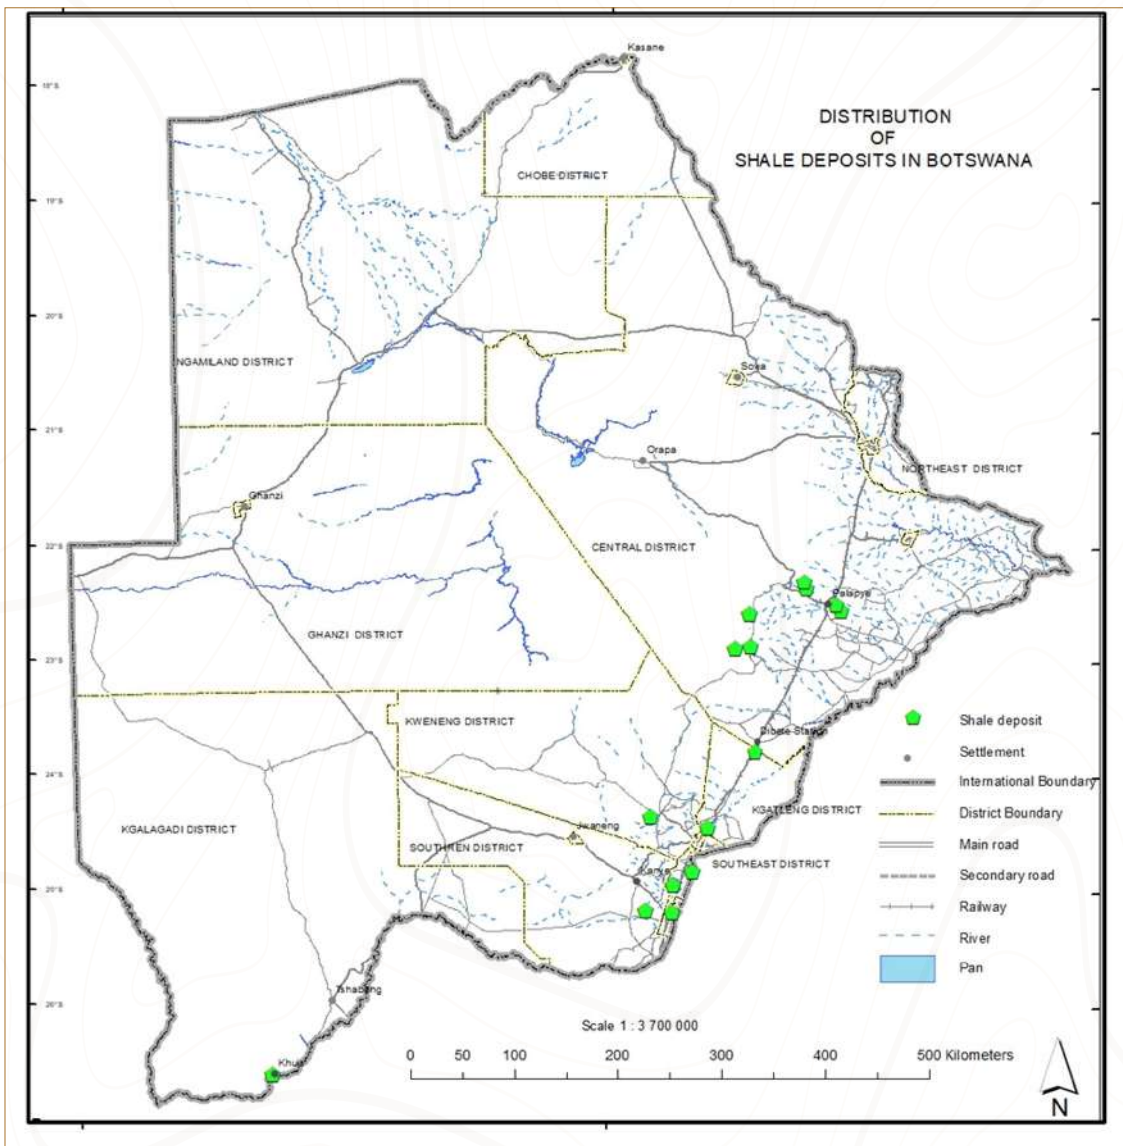 Kasane
18°S
DISTRIBUTION
OF
SHALE DEPOSITS IN BOTSWANA
CHOBE DISTRICT
19°S
20°S
NGAMILAND DISTRICT
Sowa
21°S
Orapa
NORTHEAST DISTRICT
Ghanzi
22°S
CENTRAL DISTRICT
Palapye
GHANZI DISTRICT
23°S
KWENENG DISTRICT
Shale deposit
Dibete Station
Settlement
24°S
International Boundary
KGATLENG DISTRICT
District Boundary
KGALAGADI DISTRICT
Jwaneng
SOUTHREN DISTRICT
Main road
SOUTHEAST DISTRICT
Kanye
Secondary road
25°S
Railway
River
Pan
Tshabong
26°S
Scale 1 : 3 700 000
0 50 100 200 300 400 500 Kilometers
N